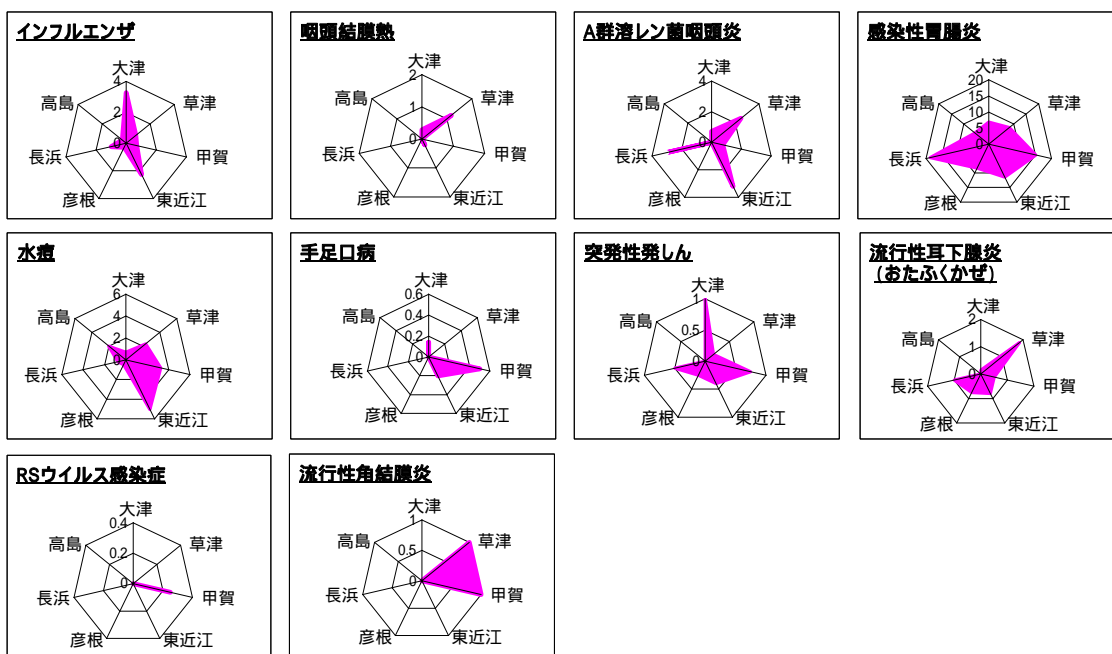 インフルエンザ
大津
4
高島
草津
2
0
長浜
甲賀
彦根
東近江
咽頭結膜熱
大津
2
高島
草津
1
0
長浜
甲賀
彦根
東近江
A群溶レン菌咽頭炎
大津
4
高島
草津
2
0
長浜
甲賀
彦根
東近江
感染性胃腸炎
大津
20
15
高島
草津
10
5
0
長浜
甲賀
彦根
東近江
水痘
大津
6
高島
草津
4
2
0
長浜
甲賀
彦根
東近江
手足口病
大津
0.6
高島
草津
0.4
0.2
0
長浜
甲賀
彦根
東近江
突発性発しん
大津
1
高島
草津
0.5
0
長浜
甲賀
彦根
東近江
流行性耳下腺炎
(おたふくかぜ)
大津
2
高島
草津
1
0
長浜
甲賀
彦根
東近江
RSウイルス感染症
大津
0.4
高島
草津
0.2
0
長浜
甲賀
彦根
東近江
流行性角結膜炎
大津
1
高島
草津
0.5
0
長浜
甲賀
彦根
東近江